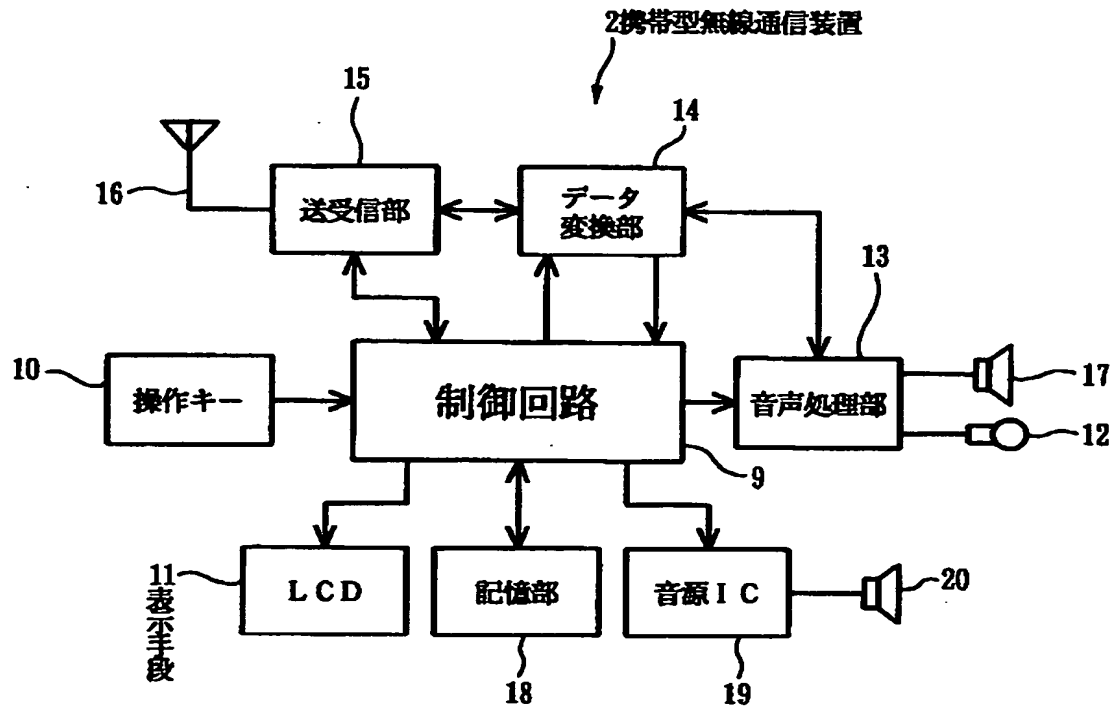 2携帯型無線通信装置
15
14
16
送受信部
データ
変換部
13
10
操作キー
制御回路
音声処理部
17
12
9
11表示手段
LCD
記憶部
音源IC
20
18
19